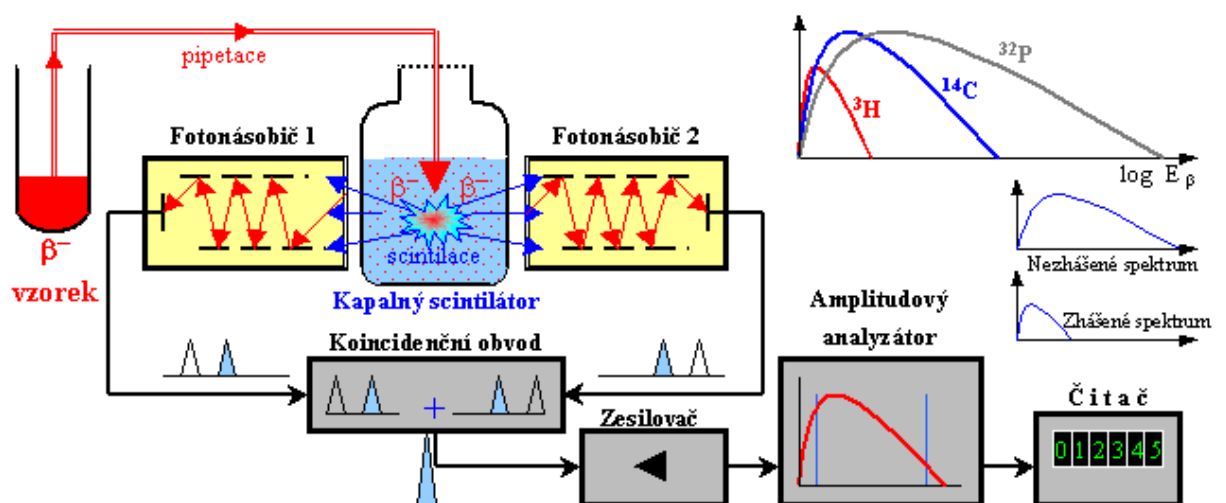 pipetace
β⁻
vzorek
Fotonásobič 1
Fotonásobič 2
β⁻ β⁻
scintilace
Kapalný scintilátor
Koincidenční obvod
+
Zesilovač
Amplitudový
analyzátor
Čitač
012345
³H
¹⁴C
³²P
log Eβ
Nezhášené spektrum
Zhášené spektrum